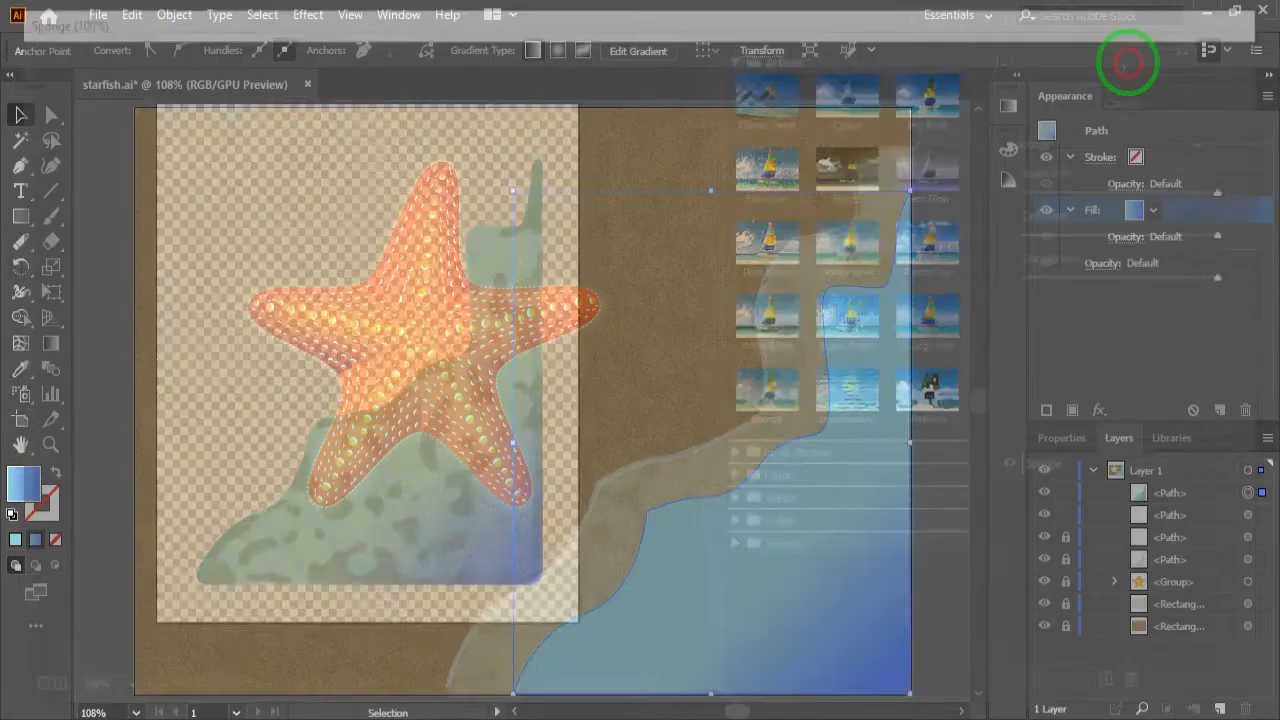 Ai
File Edit Object Type Select Effect View Window Help
Essentials
Search Adobe Stock
Sponge (100%)
Anchor Point
Convert:
Handles:
Anchors:
Gradient Type:
Edit Gradient
Transform
starfish.ai* @ 108% (RGB/GPU Preview)
Appearance
Path
Stroke:
Opacity: Default
Fill:
Opacity: Default
Opacity: Default
fx
Properties
Layers
Libraries
Layer 1
<Path>
<Path>
<Path>
<Path>
<Group>
<Rectang...
<Rectang...
1 Layer
108%
1
Selection